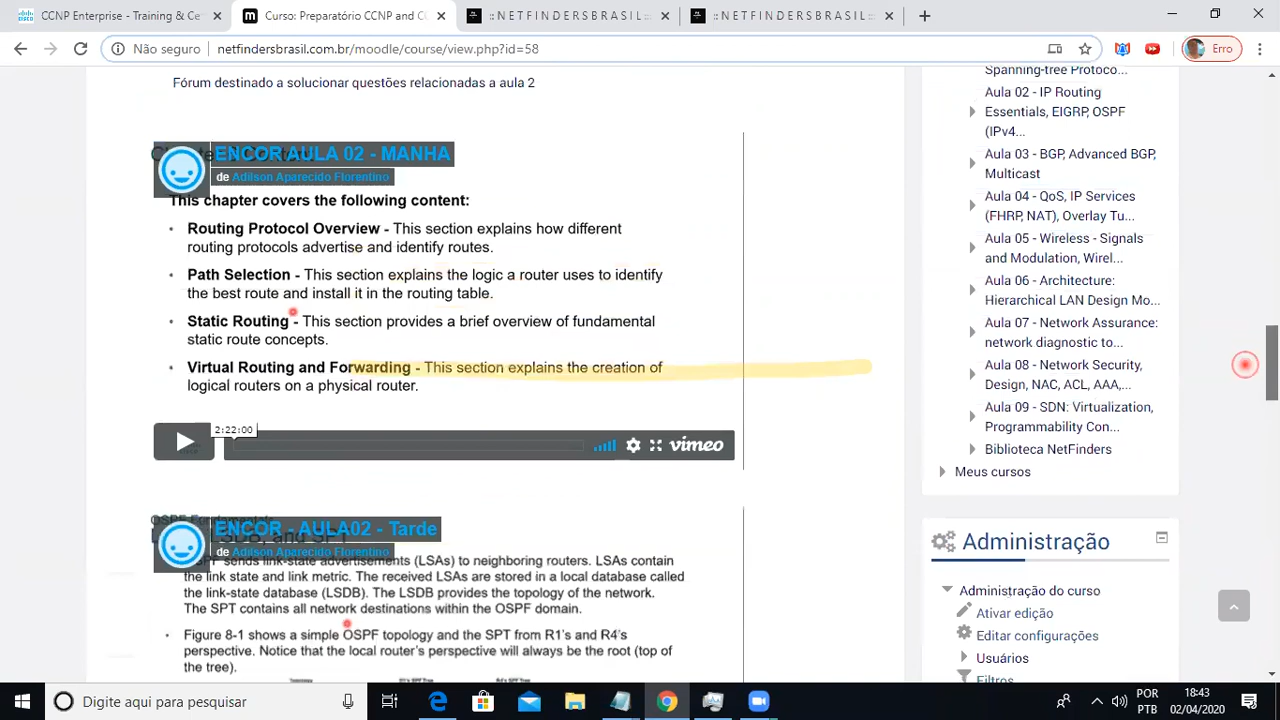 CCNP Enterprise - Training & Ce
Curso: Preparatório CCNP and C
: : N E T F I N D E R S B R A S I L : :
: : N E T F I N D E R S B R A S I L : :
Não seguro
netfindersbrasil.com.br/moodle/course/view.php?id=58
Erro
Fórum destinado a solucionar questões relacionadas a aula 2
ENCOR AULA 02 - MANHA
de Adilson Aparecido Florentino
This chapter covers the following content:
• Routing Protocol Overview - This section explains how different
routing protocols advertise and identify routes.
• Path Selection - This section explains the logic a router uses to identify
the best route and install it in the routing table.
• Static Routing - This section provides a brief overview of fundamental
static route concepts.
• Virtual Routing and Forwarding - This section explains the creation of
logical routers on a physical router.
2:22:00
vimeo
OSPF Fundamentals
LSDB, and SPT
ENCOR - AULA02 - Tarde
de Adilson Aparecido Florentino
OSPF sends link-state advertisements (LSAs) to neighboring routers. LSAs contain
the link state and link metric. The received LSAs are stored in a local database called
the link-state database (LSDB). The LSDB provides the topology of the network.
The SPT contains all network destinations within the OSPF domain.
• Figure 8-1 shows a simple OSPF topology and the SPT from R1's and R4's
perspective. Notice that the local router's perspective will always be the root (top of
the tree).
Spanning-tree Protoco...
Aula 02 - IP Routing
Essentials, EIGRP, OSPF
(IPv4...
Aula 03 - BGP, Advanced BGP,
Multicast
Aula 04 - QoS, IP Services
(FHRP, NAT), Overlay Tu...
Aula 05 - Wireless - Signals
and Modulation, Wirel...
Aula 06 - Architecture:
Hierarchical LAN Design Mo...
Aula 07 - Network Assurance:
network diagnostic to...
Aula 08 - Network Security,
Design, NAC, ACL, AAA,...
Aula 09 - SDN: Virtualization,
Programmability Con...
Biblioteca NetFinders
Meus cursos
Administração
Administração do curso
Ativar edição
Editar configurações
Usuários
Filtros
Digite aqui para pesquisar
POR
PTB
18:43
02/04/2020